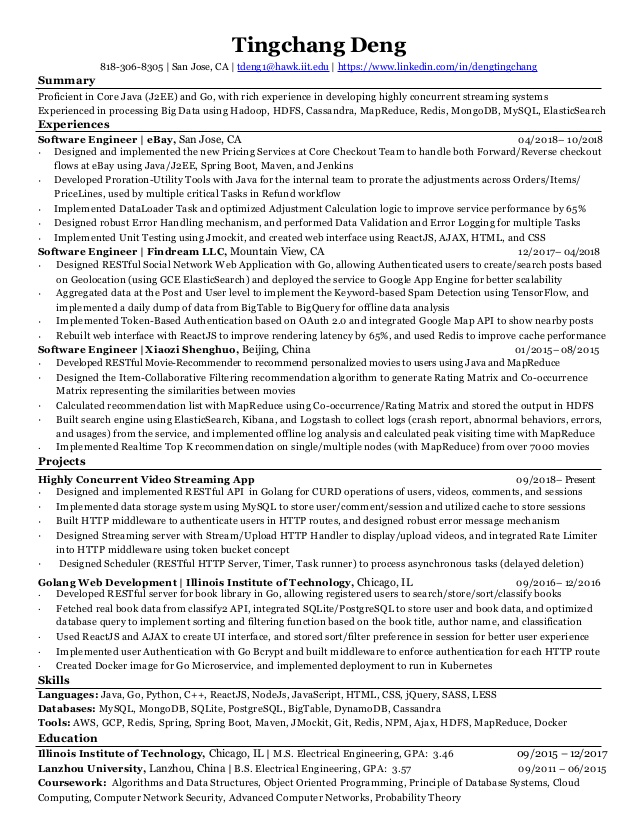 Tingchang Deng
818-306-8305 | San Jose, CA | tdeng1@hawk.iit.edu | https://www.linkedin.com/in/dengtingchang
Summary
Proficient in Core Java (J2EE) and Go, with rich experience in developing highly concurrent streaming systems
Experienced in processing Big Data using Hadoop, HDFS, Cassandra, MapReduce, Redis, MongoDB, MySQL, ElasticSearch
Experiences
Software Engineer | eBay, San Jose, CA 04/2018– 10/2018
· Designed and implemented the new Pricing Services at Core Checkout Team to handle both Forward/Reverse checkout
flows at eBay using Java/J2EE, Spring Boot, Maven, and Jenkins
· Developed Proration-Utility Tools with Java for the internal team to prorate the adjustments across Orders/Items/
PriceLines, used by multiple critical Tasks in Refund workflow
· Implemented DataLoader Task and optimized Adjustment Calculation logic to improve service performance by 65%
· Designed robust Error Handling mechanism, and performed Data Validation and Error Logging for multiple Tasks
· Implemented Unit Testing using Jmockit, and created web interface using ReactJS, AJAX, HTML, and CSS
Software Engineer | Findream LLC, Mountain View, CA 12/2017– 04/2018
· Designed RESTful Social Network Web Application with Go, allowing Authenticated users to create/search posts based
on Geolocation (using GCE ElasticSearch) and deployed the service to Google App Engine for better scalability
· Aggregated data at the Post and User level to implement the Keyword-based Spam Detection using TensorFlow, and
implemented a daily dump of data from BigTable to BigQuery for offline data analysis
· Implemented Token-Based Authentication based on OAuth 2.0 and integrated Google Map API to show nearby posts
· Rebuilt web interface with ReactJS to improve rendering latency by 65%, and used Redis to improve cache performance
Software Engineer | Xiaozi Shenghuo, Beijing, China 01/2015– 08/2015
· Developed RESTful Movie-Recommender to recommend personalized movies to users using Java and MapReduce
· Designed the Item-Collaborative Filtering recommendation algorithm to generate Rating Matrix and Co-occurrence
Matrix representing the similarities between movies
· Calculated recommendation list with MapReduce using Co-occurrence/Rating Matrix and stored the output in HDFS
· Built search engine using ElasticSearch, Kibana, and Logstash to collect logs (crash report, abnormal behaviors, errors,
and usages) from the service, and implemented offline log analysis and calculated peak visiting time with MapReduce
· Implemented Realtime Top K recommendation on single/multiple nodes (with MapReduce) from over 7000 movies
Projects
Highly Concurrent Video Streaming App 09/2018– Present
· Designed and implemented RESTful API in Golang for CURD operations of users, videos, comments, and sessions
· Implemented data storage system using MySQL to store user/comment/session and utilized cache to store sessions
· Built HTTP middleware to authenticate users in HTTP routes, and designed robust error message mechanism
· Designed Streaming server with Stream/Upload HTTP Handler to display/upload videos, and integrated Rate Limiter
into HTTP middleware using token bucket concept
· Designed Scheduler (RESTful HTTP Server, Timer, Task runner) to process asynchronous tasks (delayed deletion)
Golang Web Development | Illinois Institute of Technology, Chicago, IL 09/2016– 12/2016
· Developed RESTful server for book library in Go, allowing registered users to search/store/sort/classify books
· Fetched real book data from classify2 API, integrated SQLite/PostgreSQL to store user and book data, and optimized
database query to implement sorting and filtering function based on the book title, author name, and classification
· Used ReactJS and AJAX to create UI interface, and stored sort/filter preference in session for better user experience
· Implemented user Authentication with Go Bcrypt and built middleware to enforce authentication for each HTTP route
· Created Docker image for Go Microservice, and implemented deployment to run in Kubernetes
Skills
Languages: Java, Go, Python, C++, ReactJS, NodeJs, JavaScript, HTML, CSS, jQuery, SASS, LESS
Databases: MySQL, MongoDB, SQLite, PostgreSQL, BigTable, DynamoDB, Cassandra
Tools: AWS, GCP, Redis, Spring, Spring Boot, Maven, JMockit, Git, Redis, NPM, Ajax, HDFS, MapReduce, Docker
Education
Illinois Institute of Technology, Chicago, IL | M.S. Electrical Engineering, GPA: 3.46 09/2015 – 12/2017
Lanzhou University, Lanzhou, China | B.S. Electrical Engineering, GPA: 3.57 09/2011 – 06/2015
Coursework: Algorithms and Data Structures, Object Oriented Programming, Principle of Database Systems, Cloud
Computing, Computer Network Security, Advanced Computer Networks, Probability Theory